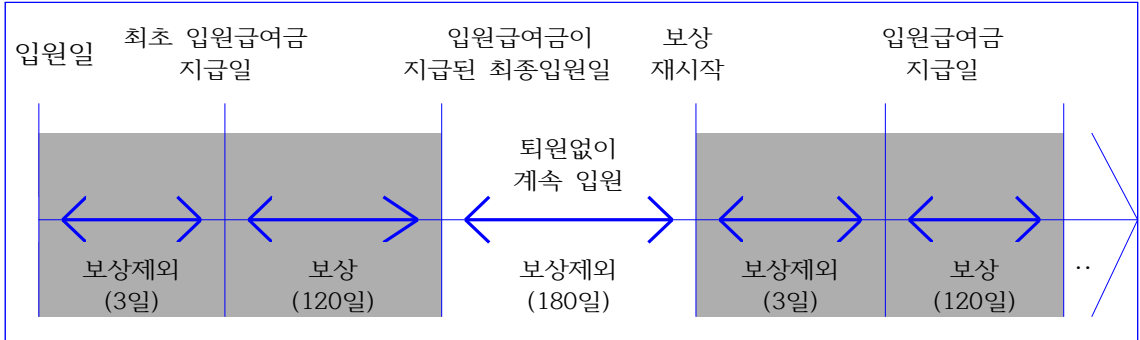 입원일
최초 입원급여금
지급일
입원급여금이
지급된 최종입원일
보상
재시작
입원급여금
지급일
퇴원없이
계속 입원
보상제외
(3일)
보상
(120일)
보상제외
(180일)
보상제외
(3일)
보상
(120일)
..